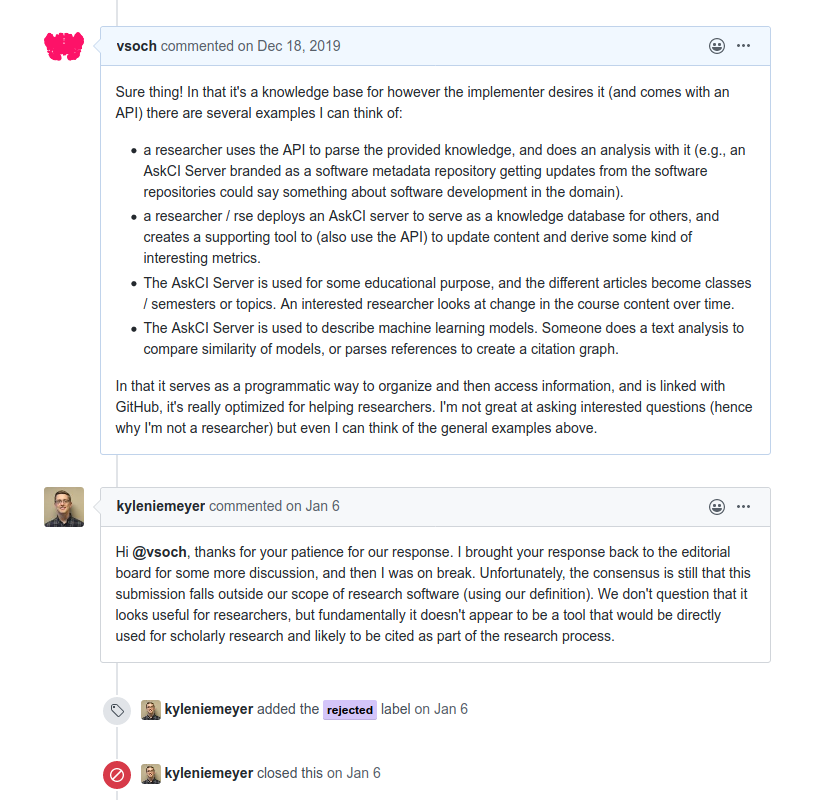 vsoch commented on Dec 18, 2019
Sure thing! In that it's a knowledge base for however the implementer desires it (and comes with an
API) there are several examples I can think of:
• a researcher uses the API to parse the provided knowledge, and does an analysis with it (e.g., an
AskCI Server branded as a software metadata repository getting updates from the software
repositories could say something about software development in the domain).
• a researcher / rse deploys an AskCI server to serve as a knowledge database for others, and
creates a supporting tool to (also use the API) to update content and derive some kind of
interesting metrics.
• The AskCI Server is used for some educational purpose, and the different articles become classes
/ semesters or topics. An interested researcher looks at change in the course content over time.
• The AskCI Server is used to describe machine learning models. Someone does a text analysis to
compare similarity of models, or parses references to create a citation graph.
In that it serves as a programmatic way to organize and then access information, and is linked with
GitHub, it's really optimized for helping researchers. I'm not great at asking interested questions (hence
why I'm not a researcher) but even I can think of the general examples above.
kyleniemeyer commented on Jan 6
Hi @vsoch, thanks for your patience for our response. I brought your response back to the editorial
board for some more discussion, and then I was on break. Unfortunately, the consensus is still that this
submission falls outside our scope of research software (using our definition). We don't question that it
looks useful for researchers, but fundamentally it doesn't appear to be a tool that would be directly
used for scholarly research and likely to be cited as part of the research process.
kyleniemeyer added the rejected label on Jan 6
kyleniemeyer closed this on Jan 6